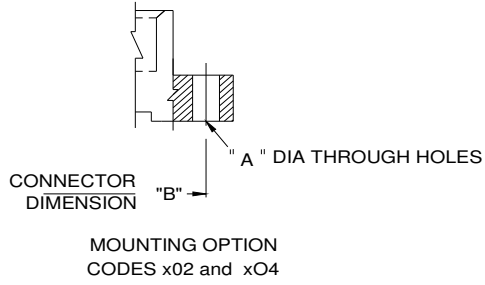 " A " DIA THROUGH HOLES
CONNECTOR
DIMENSION "B"
MOUNTING OPTION
CODES x02 and xO4